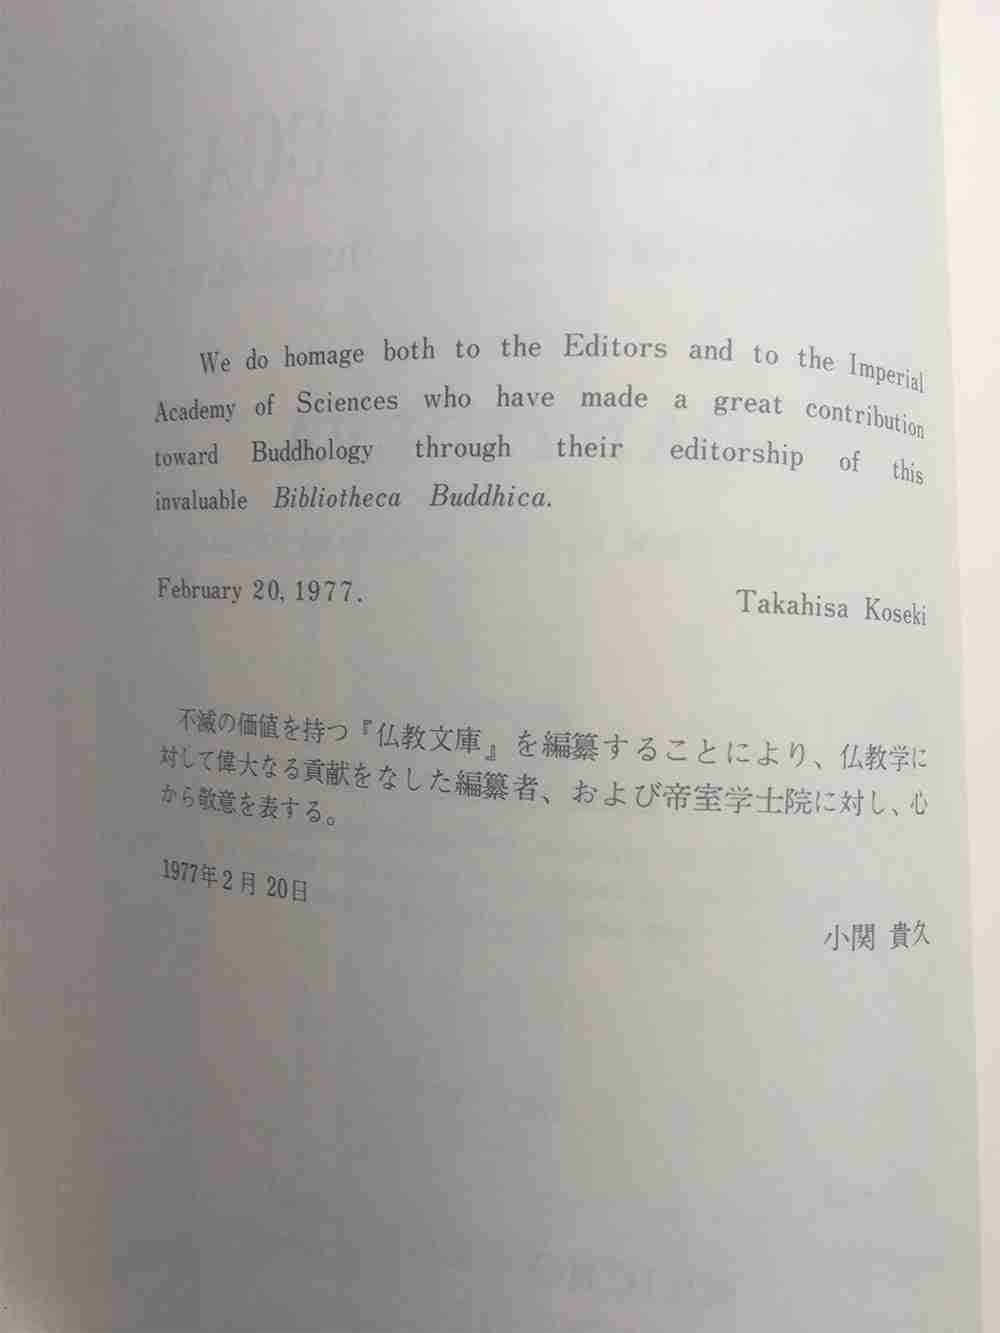 We do homage both to the Editors and to the Imperial
Academy of Sciences who have made a great contribution
toward Buddhology through their editorship of this
invaluable Bibliotheca Buddhica.
February 20, 1977.
Takahisa Koseki
不滅の価値を持つ『仏教文庫』を編纂することにより、仏教学に
対して偉大なる貢献をなした編纂者、および帝室学士院に対し、心
から敬意を表する。
1977年2月20日
小関 貴久